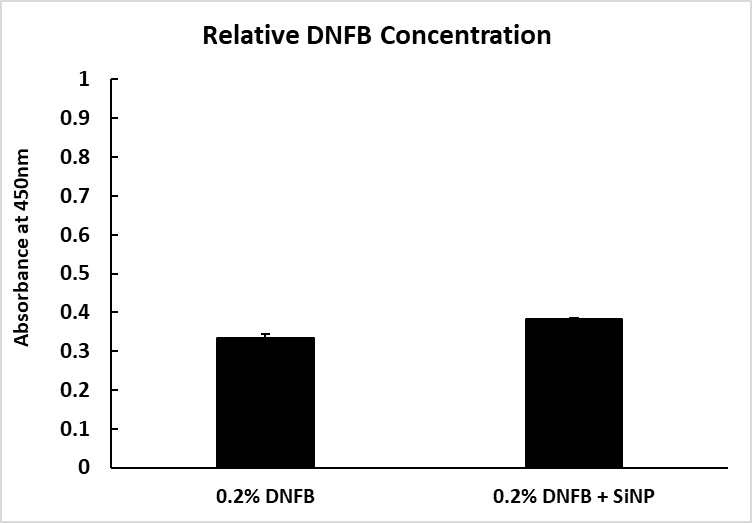 Relative DNFB Concentration
Absorbance at 450nm
1
0.9
0.8
0.7
0.6
0.5
0.4
0.3
0.2
0.1
0
0.2% DNFB
0.2% DNFB + SiNP